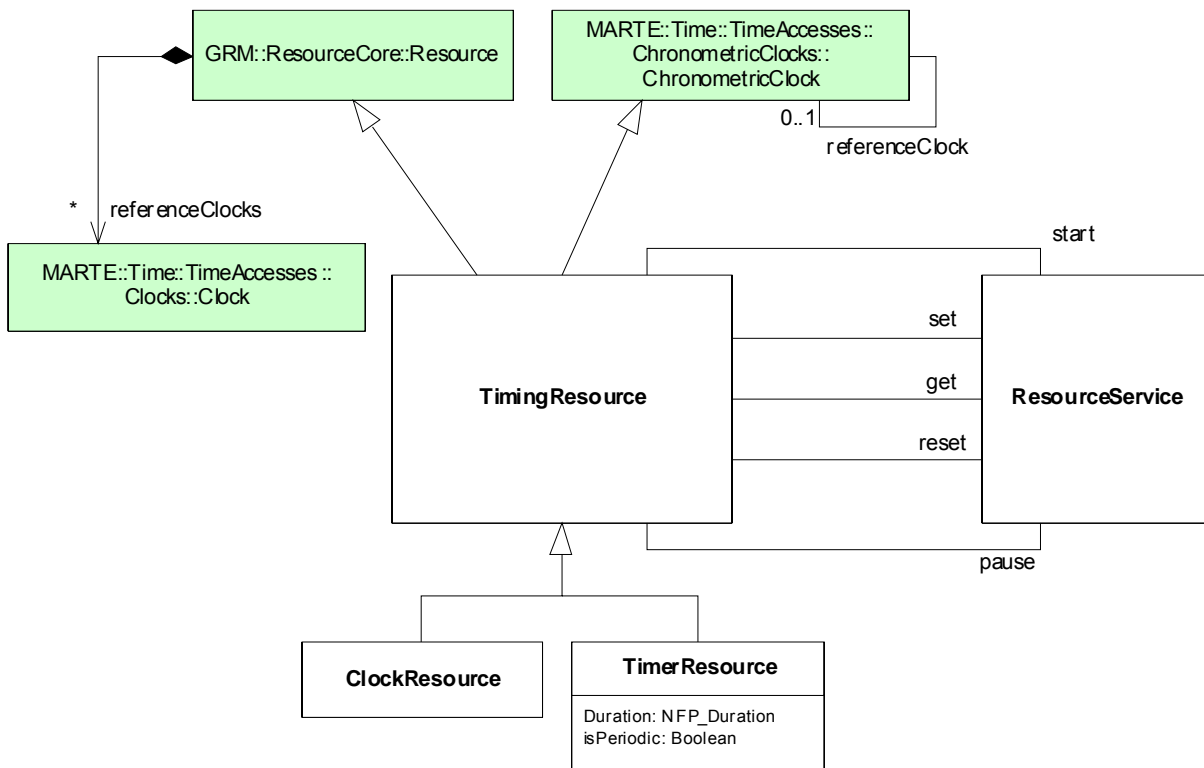 GRM::ResourceCore::Resource
MARTE::Time::TimeAccesses::
ChronometricClocks::
ChronometricClock
0..1
referenceClock
* referenceClocks
MARTE::Time::TimeAccesses::
Clocks::Clock
start
set
get
reset
pause
TimingResource
ResourceService
ClockResource
TimerResource
Duration: NFP_Duration
isPeriodic: Boolean